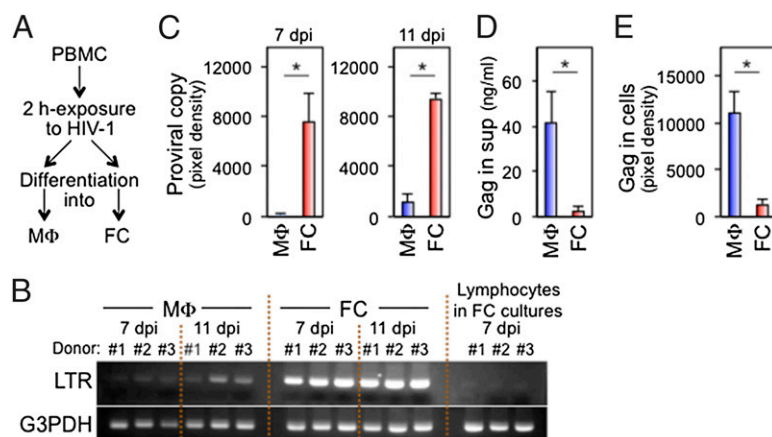 A
PBMC
2 h-exposure
to HIV-1
Differentiation
into
MΦ FC
C
7 dpi 11 dpi
Proviral copy
(pixel density)
12000
8000
4000
0
*
MΦ
FC
12000
8000
4000
0
*
MΦ
FC
D
Gag in sup (ng/ml)
60
40
20
0
*
MΦ
FC
E
Gag in cells
(pixel density)
15000
10000
5000
0
*
MΦ
FC
B
MΦ FC Lymphocytes
in FC cultures
7 dpi 11 dpi 7 dpi 11 dpi 7 dpi
Donor: #1 #2 #3 #1 #2 #3 #1 #2 #3 #1 #2 #3 #1 #2 #3
LTR
G3PDH